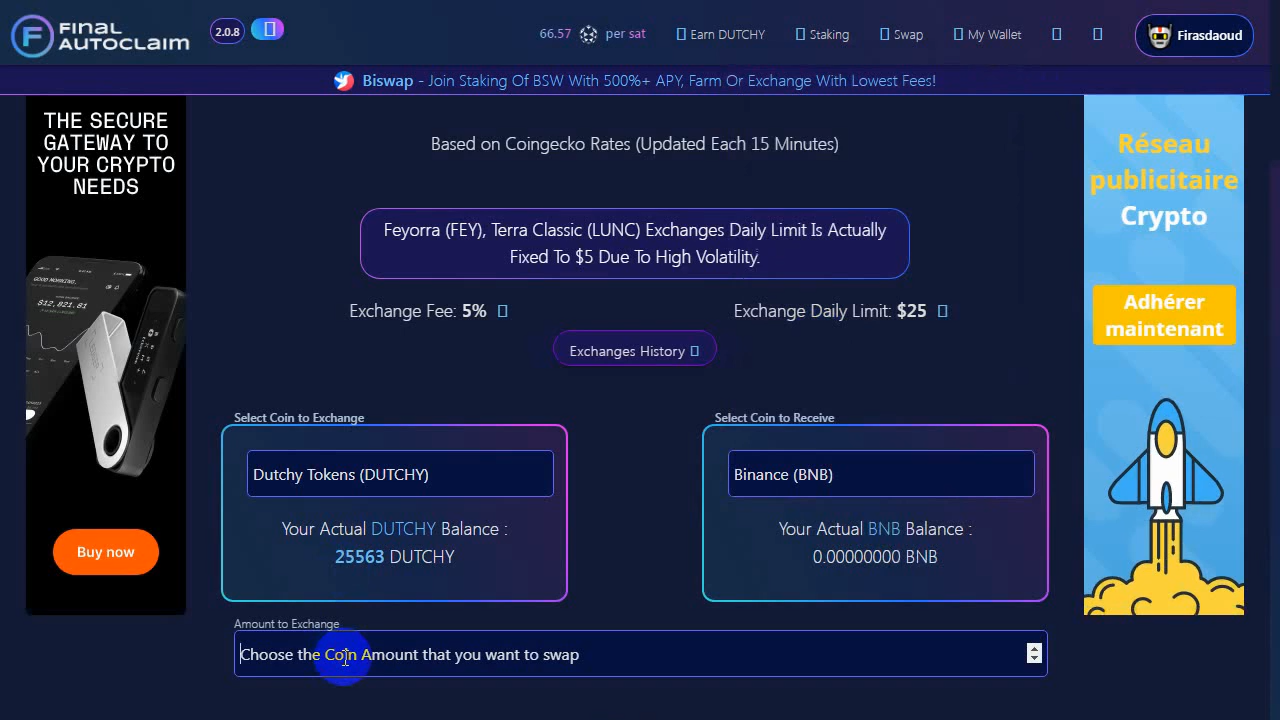 FINAL
AUTOCLAIM
2.0.8
66.57 per sat
Earn DUTCHY
Staking
Swap
My Wallet
Firasdaoud
Biswap - Join Staking Of BSW With 500%+ APY, Farm Or Exchange With Lowest Fees!
THE SECURE
GATEWAY TO
YOUR CRYPTO
NEEDS
GOOD MORNING,
$12,821.81
Buy now
Based on Coingecko Rates (Updated Each 15 Minutes)
Feyorra (FEY), Terra Classic (LUNC) Exchanges Daily Limit Is Actually
Fixed To $5 Due To High Volatility.
Exchange Fee: 5%
Exchange Daily Limit: $25
Exchanges History
Select Coin to Exchange
Dutchy Tokens (DUTCHY)
Your Actual DUTCHY Balance :
25563 DUTCHY
Select Coin to Receive
Binance (BNB)
Your Actual BNB Balance :
0.00000000 BNB
Amount to Exchange
Choose the Coin Amount that you want to swap
Réseau
publicitaire
Crypto
Adhérer
maintenant